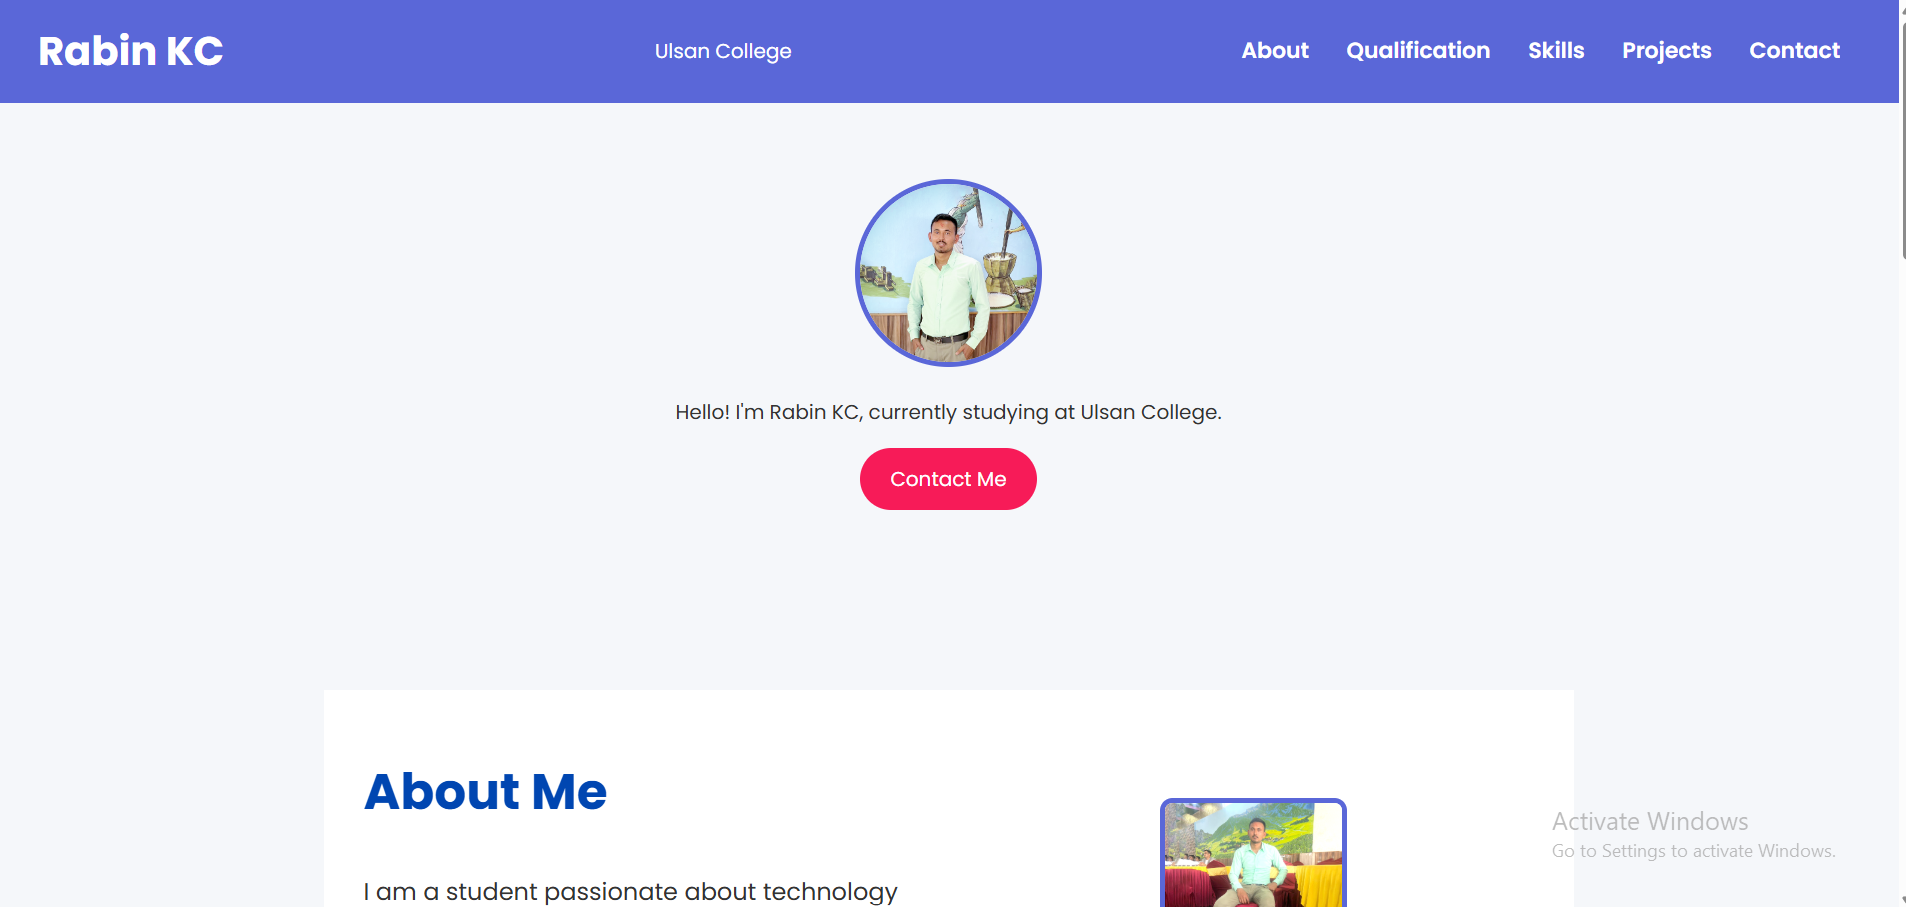 Rabin KC
Ulsan College
About Qualification Skills Projects Contact
Hello! I'm Rabin KC, currently studying at Ulsan College.
Contact Me
About Me
I am a student passionate about technology
Activate Windows
Go to Settings to activate Windows.